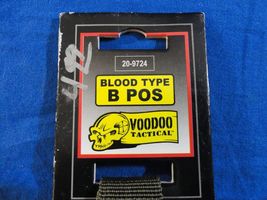 20-9724
BLOOD TYPE
B POS
VOODOO
TACTICAL